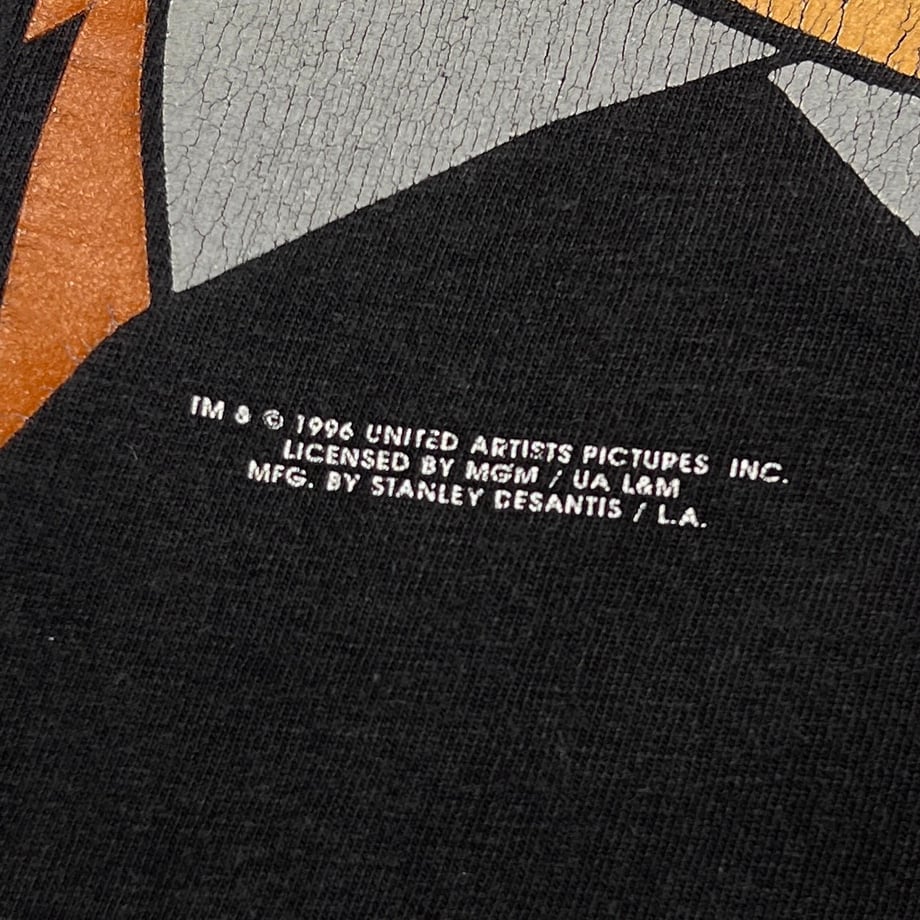 TM & © 1996 UNITED ARTISTS PICTURES INC.
LICENSED BY MGM / UA L&M
MFG. BY STANLEY DESANTIS / L.A.